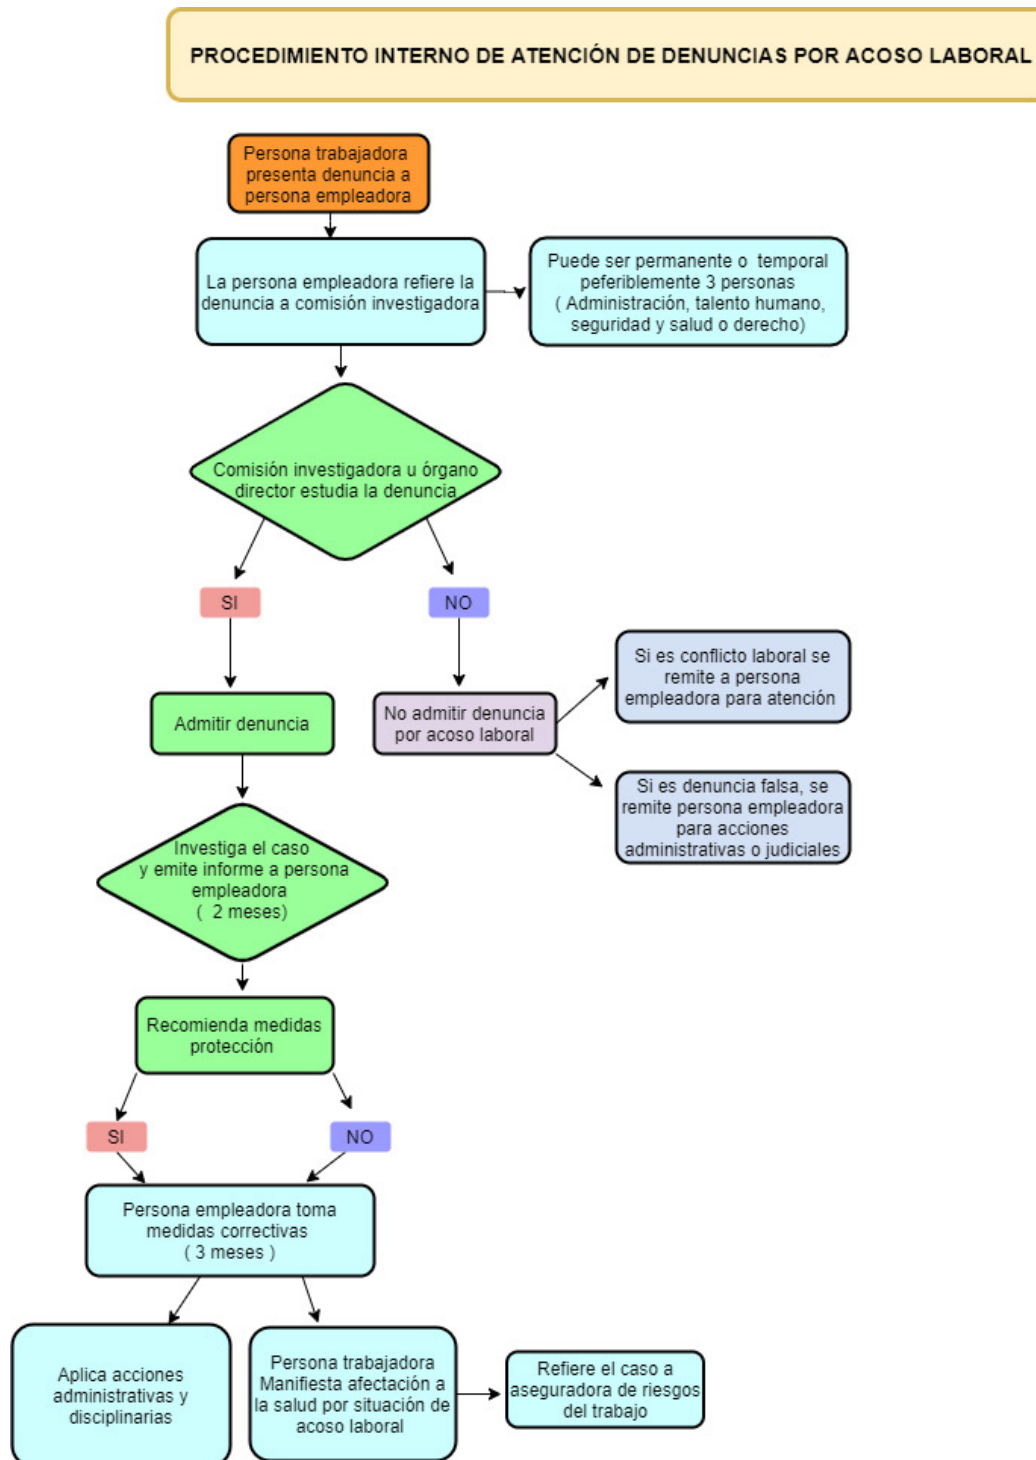 PROCEDIMIENTO INTERNO DE ATENCIÓN DE DENUNCIAS POR ACOSO LABORAL
Persona trabajadora
presenta denuncia a
persona empleadora
La persona empleadora refiere la
denuncia a comisión investigadora
Puede ser permanente o temporal
peferiblemente 3 personas
( Administración, talento humano,
seguridad y salud o derecho)
Comisión investigadora u órgano
director estudia la denuncia
SI
NO
Admitir denuncia
No admitir denuncia
por acoso laboral
Si es conflicto laboral se
remite a persona
empleadora para atención
Si es denuncia falsa, se
remite persona empleadora
para acciones
administrativas o judiciales
Investiga el caso
y emite informe a persona
empleadora
( 2 meses)
Recomienda medidas
protección
SI
NO
Persona empleadora toma
medidas correctivas
( 3 meses )
Aplica acciones
administrativas y
disciplinarias
Persona trabajadora
Manifiesta afectación a
la salud por situación de
acoso laboral
Refiere el caso a
aseguradora de riesgos
del trabajo